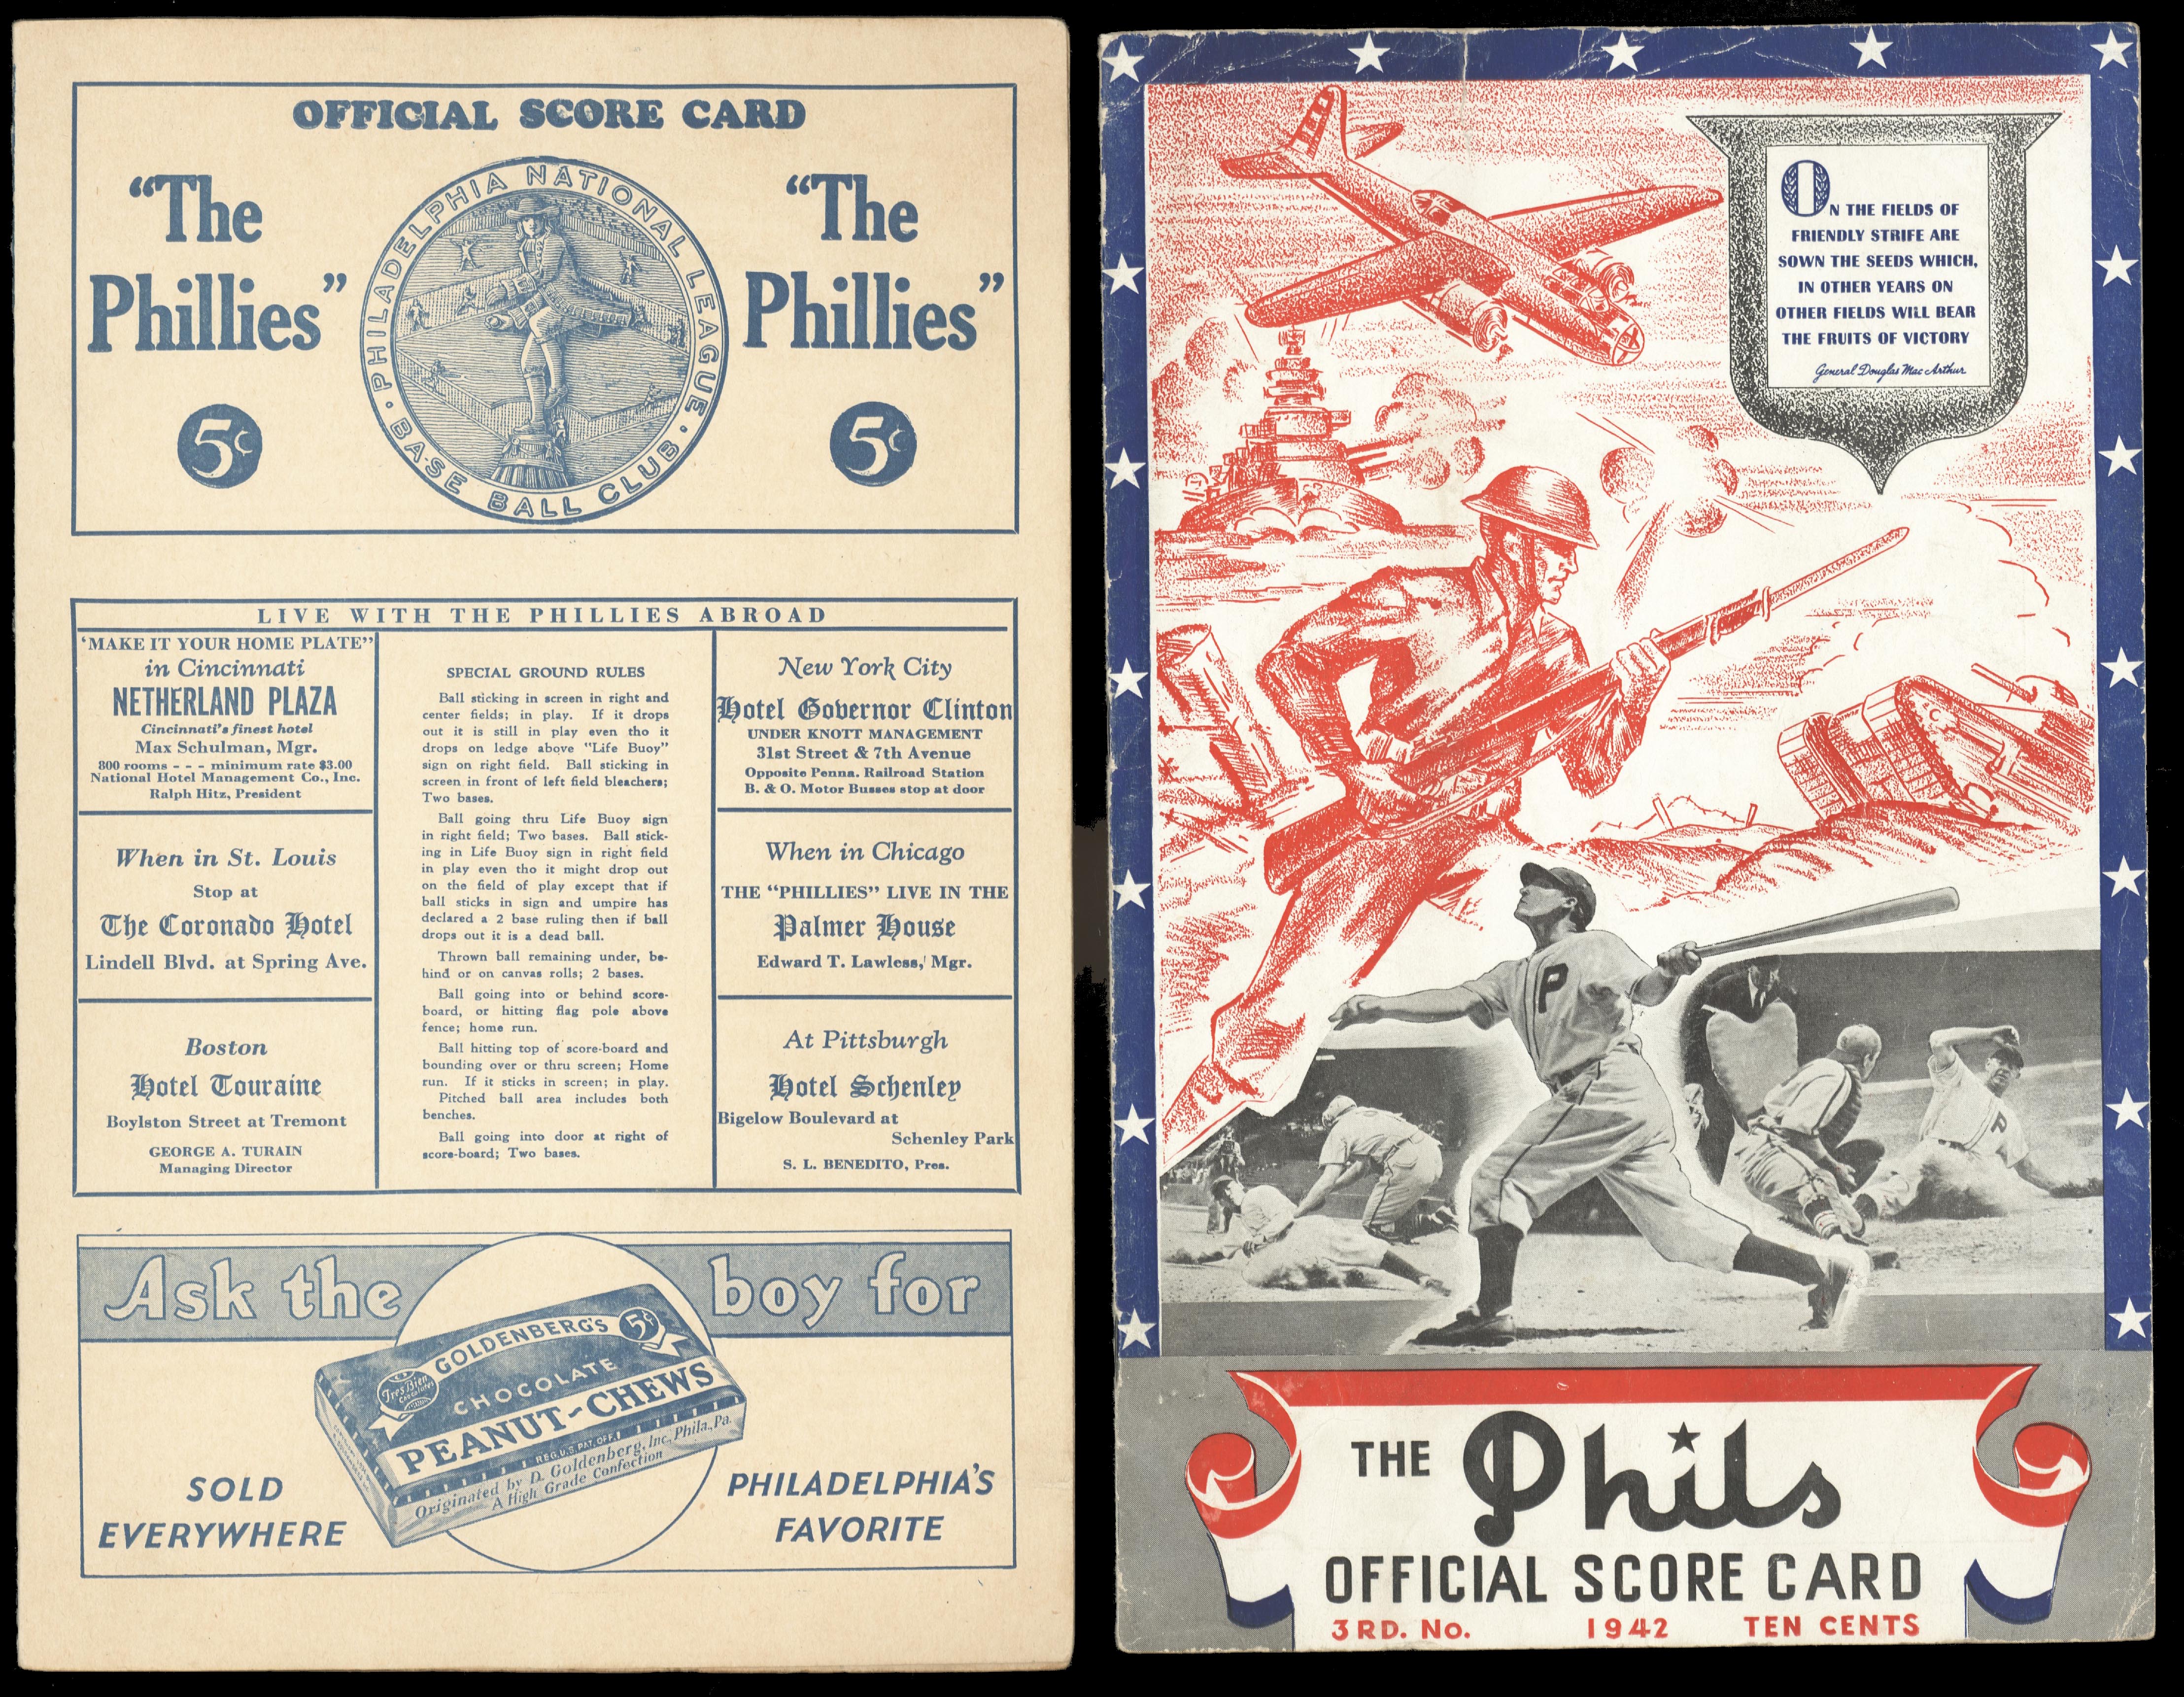 OFFICIAL SCORE CARD
"The
Phillies"
5¢
PHILADELPHIA NATIONAL LEAGUE
BASE BALL CLUB
"The
Phillies"
5¢
LIVE WITH THE PHILLIES ABROAD
'MAKE IT YOUR HOME PLATE"
in Cincinnati
NETHERLAND PLAZA
Cincinnati's finest hotel
Max Schulman, Mgr.
800 rooms - - - minimum rate $3.00
National Hotel Management Co., Inc.
Ralph Hitz, President
When in St. Louis
Stop at
The Coronado Hotel
Lindell Blvd. at Spring Ave.
Boston
Hotel Touraine
Boylston Street at Tremont
GEORGE A. TURAIN
Managing Director
SPECIAL GROUND RULES
Ball sticking in screen in right and
center fields; in play. If it drops
out it is still in play even tho it
drops on ledge above "Life Buoy"
sign on right field. Ball sticking in
screen in front of left field bleachers;
Two bases.
Ball going thru Life Buoy sign
in right field; Two bases. Ball stick-
ing in Life Buoy sign in right field
in play even tho it might drop out
on the field of play except that if
ball sticks in sign and umpire has
declared a 2 base ruling then if ball
drops out it is a dead ball.
Thrown ball remaining under, be-
hind or on canvas rolls; 2 bases.
Ball going into or behind score-
board, or hitting flag pole above
fence; home run.
Ball hitting top of score-board and
bounding over or thru screen; Home
run. If it sticks in screen; in play.
Pitched ball area includes both
benches.
Ball going into door at right of
score-board; Two bases.
New York City
Hotel Governor Clinton
UNDER KNOTT MANAGEMENT
31st Street & 7th Avenue
Opposite Penna. Railroad Station
B. & O. Motor Busses stop at door
When in Chicago
THE "PHILLIES" LIVE IN THE
Palmer House
Edward T. Lawless, Mgr.
At Pittsburgh
Hotel Schenley
Bigelow Boulevard at
Schenley Park
S. L. BENEDITO, Pres.
Ask the boy for
GOLDENBERG'S 5¢
Tres Bien
CHOCOLATE
PEANUT-CHEWS
REG. U.S. PAT. OFF.
Originated by D. Goldenberg, Inc., Phila., Pa.
A High Grade Confection
SOLD
EVERYWHERE
PHILADELPHIA'S
FAVORITE
ON THE FIELDS OF
FRIENDLY STRIFE ARE
SOWN THE SEEDS WHICH,
IN OTHER YEARS ON
OTHER FIELDS WILL BEAR
THE FRUITS OF VICTORY
General Douglas Mac Arthur
P
P
THE Phils
OFFICIAL SCORE CARD
3RD. No. 1942 TEN CENTS